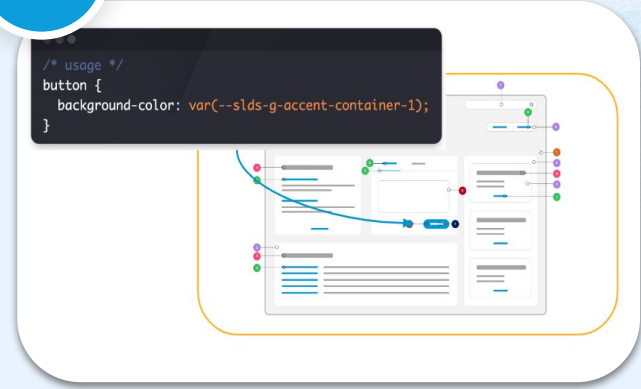 /* usage */
button {
  background-color: var(--slds-g-accent-container-1);
}